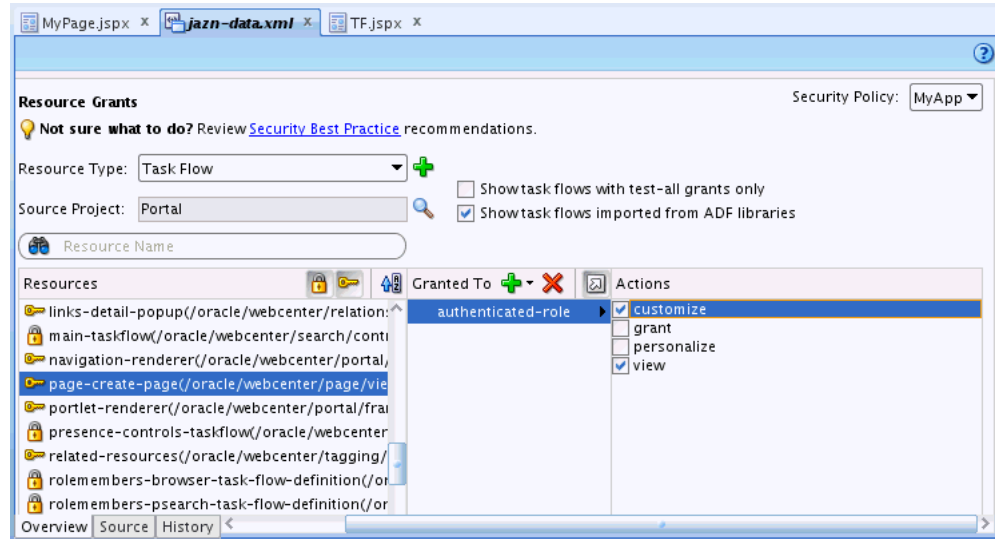 MyPage.jspx x jazn-data.xml x TF.jspx x
Resource Grants
Security Policy: MyApp
Not sure what to do? Review Security Best Practice recommendations.
Resource Type: Task Flow
Show task flows with test-all grants only
Source Project: Portal
Show task flows imported from ADF libraries
Resource Name
Resources
Granted To
Actions
links-detail-popup(/oracle/webcenter/relation:
main-taskflow(/oracle/webcenter/search/conti
navigation-renderer(/oracle/webcenter/portal/
page-create-page(/oracle/webcenter/page/vie
portlet-renderer(/oracle/webcenter/portal/frai
presence-controls-taskflow(/oracle/webcenter
related-resources(/oracle/webcenter/tagging/
rolemembers-browser-task-flow-definition(/or
rolemembers-psearch-task-flow-definition(/or
authenticated-role
customize
grant
personalize
view
Overview Source History